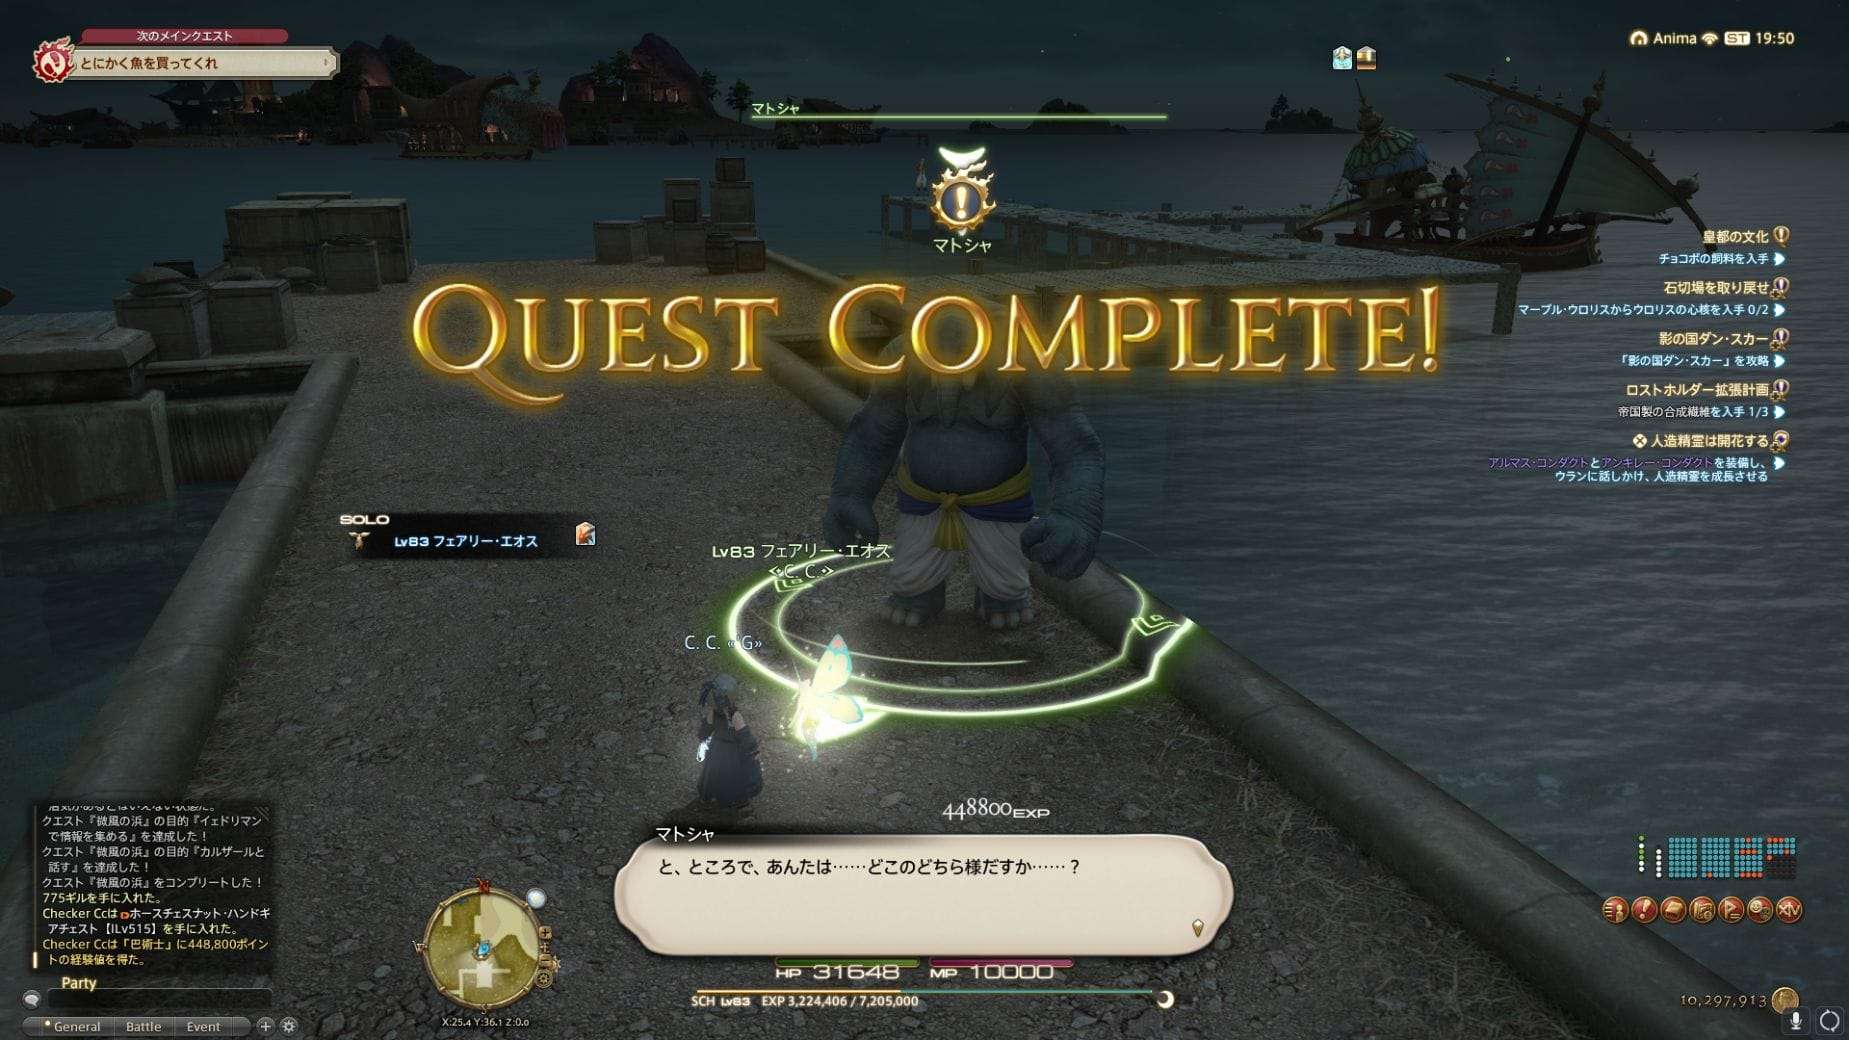 次のメインクエスト
とにかく魚を買ってくれ
Anima ST 19:50
マトシャ
マトシャ
QUEST COMPLETE!
皇都の文化
チョコボの飼料を入手
石切場を取り戻せ
マーブル・ウロリスからウロリスの心核を入手 0/2
影の国ダン・スカー
「影の国ダン・スカー」を攻略
ロストホルダー拡張計画
帝国製の合成繊維を入手 1/3
人造精霊は開花する
アルマス・コンダクトとアンキレー・コンダクトを装備し、
ウランに話しかけ、人造精霊を成長させる
SOLO
Lv83 フェアリー・エオス
Lv83 フェアリー・エオス
C. C.
C. C. «'G»
448800EXP
マトシャ
と、ところで、あんたは……どこのどちら様だすか……？
クエスト『微風の浜』の目的『イェドリマン
で情報を集める』を達成した！
クエスト『微風の浜』の目的『カルザールと
話す』を達成した！
クエスト『微風の浜』をコンプリートした！
775ギルを手に入れた。
Checker Ccは ホースチェスナット・ハンドギ
アチェスト【ILv515】を手に入れた。
Checker Ccは「巴術士」に448,800ポイン
トの経験値を得た。
Party
General Battle Event
X:25.4 Y:36.1 Z:0.0
HP 31648 MP 10000
SCH Lv83 EXP 3,224,406 / 7,205,000
10,297,913